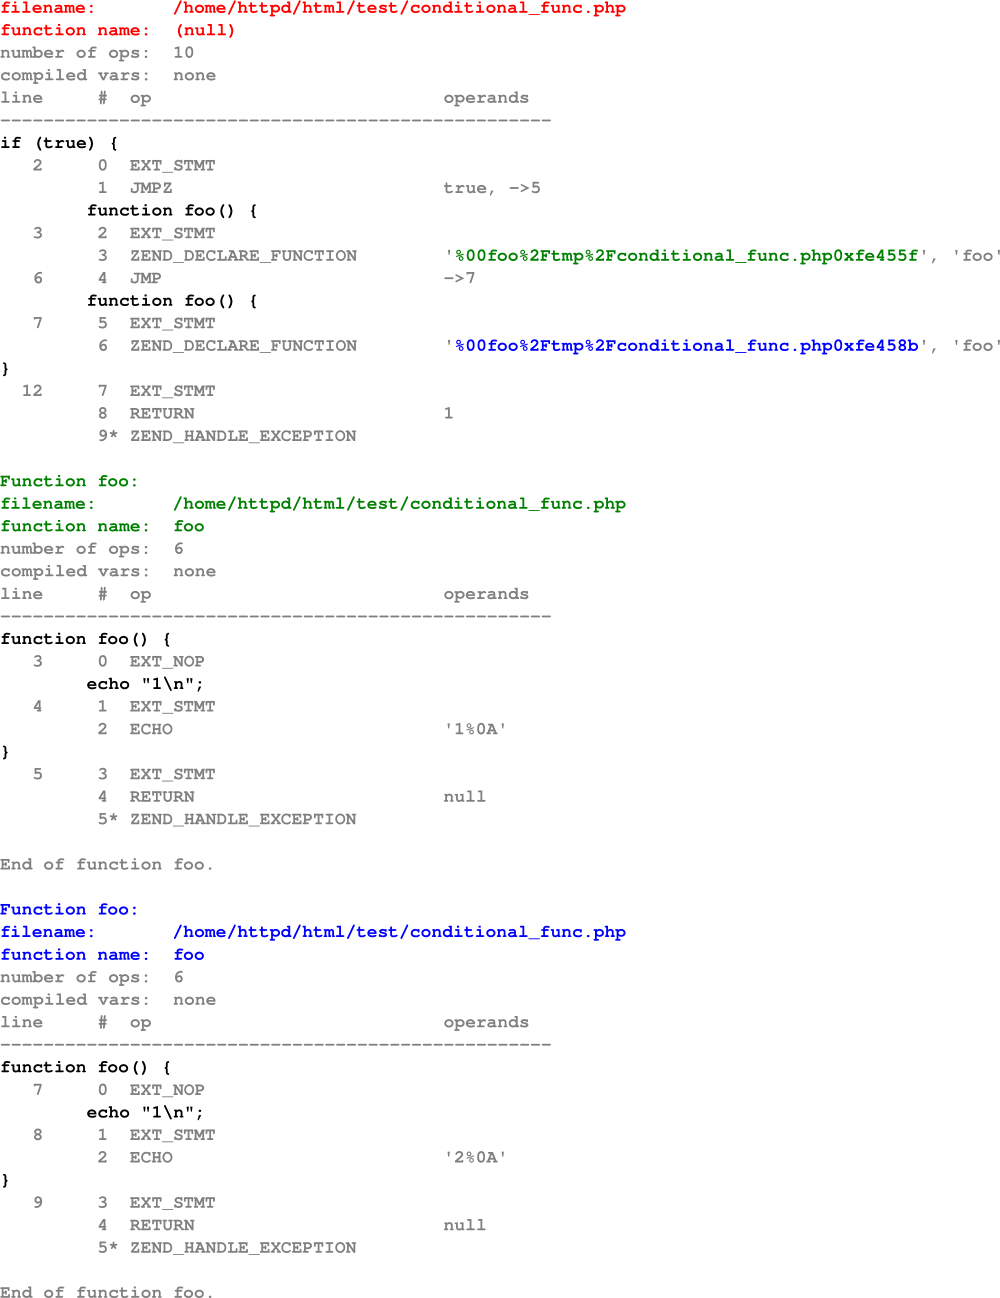 filename:       /home/httpd/html/test/conditional_func.php
function name:  (null)
number of ops:  10
compiled vars:  none
line     #  op                           operands
---------------------------------------------------
if (true) {
   2     0  EXT_STMT
         1  JMPZ                         true, ->5
        function foo() {
   3     2  EXT_STMT
         3  ZEND_DECLARE_FUNCTION        '%00foo%2Ftmp%2Fconditional_func.php0xfe455f', 'foo'
   6     4  JMP                          ->7
        function foo() {
   7     5  EXT_STMT
         6  ZEND_DECLARE_FUNCTION        '%00foo%2Ftmp%2Fconditional_func.php0xfe458b', 'foo'
}
  12     7  EXT_STMT
         8  RETURN                       1
         9* ZEND_HANDLE_EXCEPTION

Function foo:
filename:       /home/httpd/html/test/conditional_func.php
function name:  foo
number of ops:  6
compiled vars:  none
line     #  op                           operands
---------------------------------------------------
function foo() {
   3     0  EXT_NOP
        echo "1\n";
   4     1  EXT_STMT
         2  ECHO                         '1%0A'
}
   5     3  EXT_STMT
         4  RETURN                       null
         5* ZEND_HANDLE_EXCEPTION

End of function foo.

Function foo:
filename:       /home/httpd/html/test/conditional_func.php
function name:  foo
number of ops:  6
compiled vars:  none
line     #  op                           operands
---------------------------------------------------
function foo() {
   7     0  EXT_NOP
        echo "1\n";
   8     1  EXT_STMT
         2  ECHO                         '2%0A'
}
   9     3  EXT_STMT
         4  RETURN                       null
         5* ZEND_HANDLE_EXCEPTION

End of function foo.